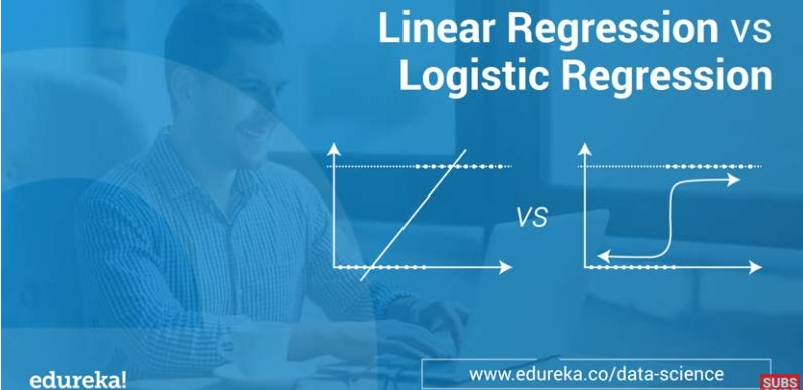 Linear Regression vs
Logistic Regression
VS
edureka!
www.edureka.co/data-science
SUBS